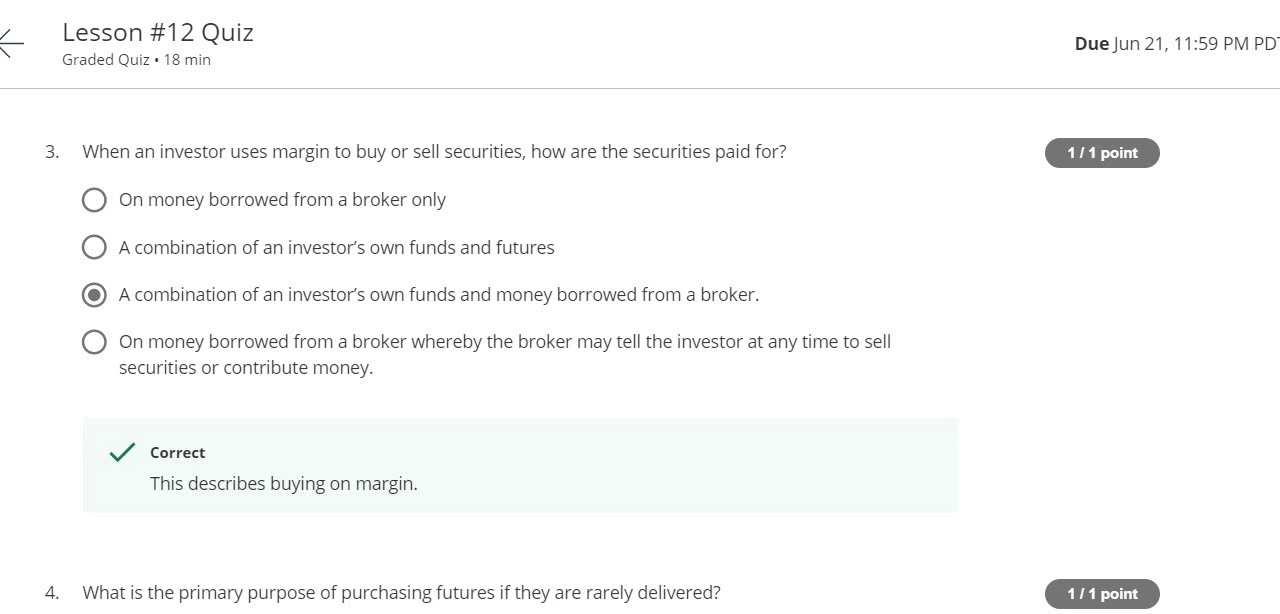 Lesson #12 Quiz
Graded Quiz • 18 min
Due Jun 21, 11:59 PM PDT
3. When an investor uses margin to buy or sell securities, how are the securities paid for?
1 / 1 point
On money borrowed from a broker only
A combination of an investor’s own funds and futures
A combination of an investor’s own funds and money borrowed from a broker.
On money borrowed from a broker whereby the broker may tell the investor at any time to sell
securities or contribute money.
Correct
This describes buying on margin.
4. What is the primary purpose of purchasing futures if they are rarely delivered?
1 / 1 point